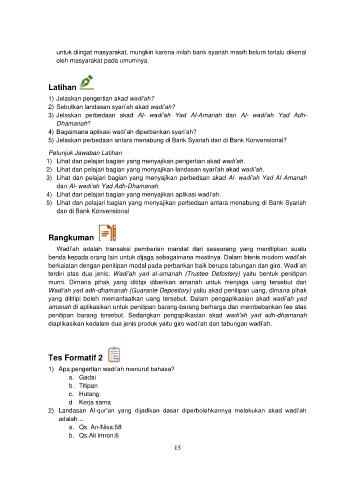 untuk diingat masyarakat, mungkin karena inilah bank syariah masih belum terlalu dikenal
oleh masyarakat pada umumnya.
Latihan
1) Jelaskan pengertian akad wadi'ah?
2) Sebutkan landasan syari'ah akad wadi'ah?
3) Jelaskan perbedaan akad Al- wadi'ah Yad Al-Amanah dan Al- wadi'ah Yad Adh-
Dhamanah?
4) Bagaimana aplikasi wadi'ah diperbankan syari'ah?
5) Jelaskan perbedaan antara menabung di Bank Syariah dan di Bank Konvensional?
Petunjuk Jawaban Latihan
1) Lihat dan pelajari bagian yang menyajikan pengertian akad wadi'ah.
2) Lihat dan pelajari bagian yang menyajikan landasan syari'ah akad wadi'ah.
3) Lihat dan pelajari bagian yang menyajikan perbedaan akad Al- wadi'ah Yad Al-Amanah
dan Al- wadi'ah Yad Adh-Dhamanah.
4) Lihat dan pelajari bagian yang menyajikan aplikasi wadi'ah.
5) Lihat dan pelajari bagian yang menyajikan perbedaan antara menabung di Bank Syariah
dan di Bank Konvensional
Rangkuman
Wadi'ah adalah transaksi pemberian mandat dari seseorang yang menitipkan suatu
benda kepada orang lain untuk dijaga sebagaimana mestinya. Dalam bisnis modern wadi'ah
berkaiatan dengan penitipan modal pada perbankan baik berupa tabungan dan giro. Wadi'ah
terdiri atas dua jenis: Wadi'ah yad al-amanah (Trustee Defostery) yaitu bentuk penitipan
murni. Dimana pihak yang dititipi diberikan amanah untuk menjaga uang tersebut dan
Wadi'ah yad adh-dhamanah (Guarante Depository) yaitu akad penitipan uang, dimana pihak
yang dititipi boleh memanfaatkan uang tersebut. Dalam pengaplikasian akad wadi'ah yad
amanah di aplikasikan untuk penitipan barang-barang berharga dan membebankan fee atas
penitipan barang tersebut. Sedangkan pengaplikasian akad wadi'ah yad adh-dhamanah
diaplikasikan kedalam dua jenis produk yaitu giro wadi'ah dan tabungan wadi'ah.
Tes Formatif 2
1) Apa pengertian wadi'ah menurut bahasa?
a. Gadai
b. Titipan
c. Hutang
d. Kerja sama
2) Landasan Al-qur'an yang dijadikan dasar diperbolehkannya melakukan akad wadi'ah
adalah…
a. Qs. An-Nisa;58
b. Qs.Ali Imron:6
15